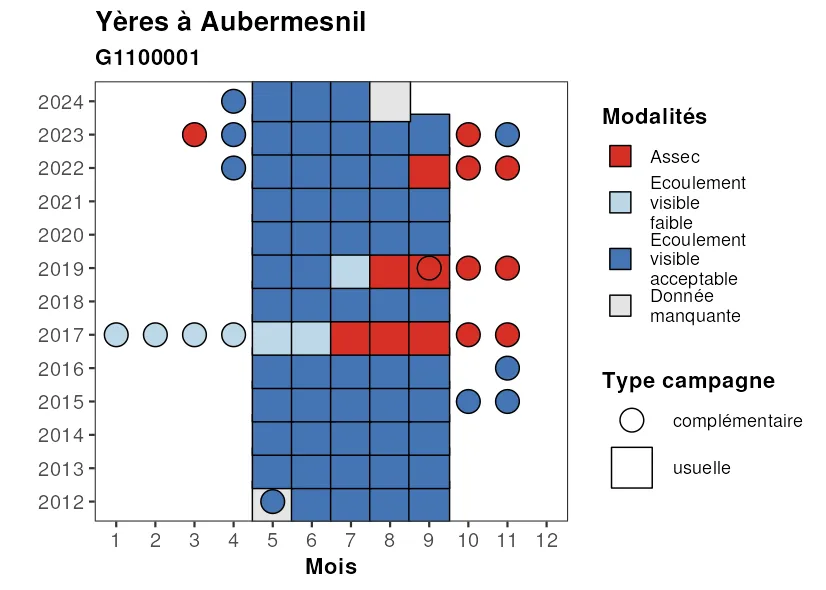 Yères à Aubermesnil
G1100001
2024
2023
2022
2021
2020
2019
2018
2017
2016
2015
2014
2013
2012
1 2 3 4 5 6 7 8 9 10 11 12
Mois
Modalités
Assec
Ecoulement
visible
faible
Ecoulement
visible
acceptable
Donnée
manquante
Type campagne
complémentaire
usuelle